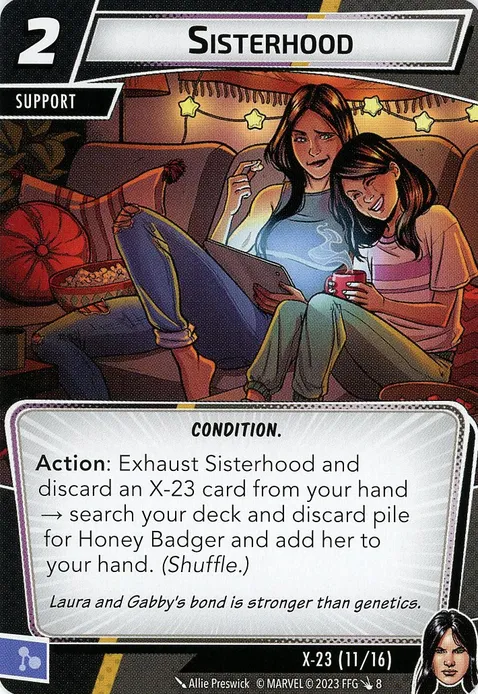 2
SISTERHOOD
SUPPORT
CONDITION.
Action: Exhaust Sisterhood and
discard an X-23 card from your hand
→ search your deck and discard pile
for Honey Badger and add her to
your hand. (Shuffle.)
Laura and Gabby's bond is stronger than genetics.
X-23 (11/16)
Allie Preswick © MARVEL © 2023 FFG 8